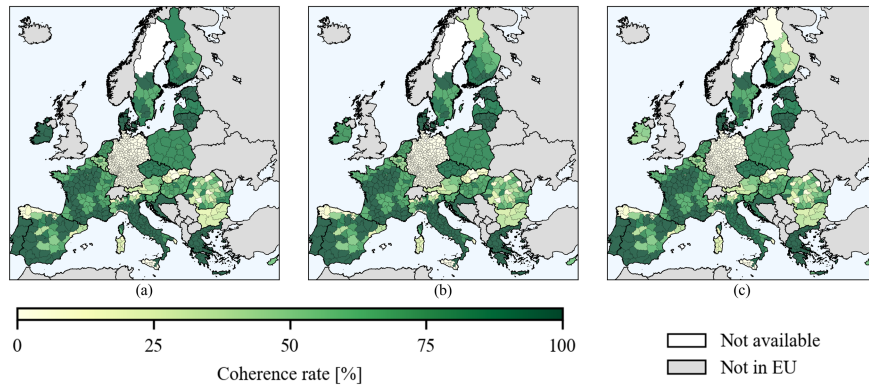 (a)
(b)
(c)
0
25
50
75
100
Coherence rate [%]
Not available
Not in EU